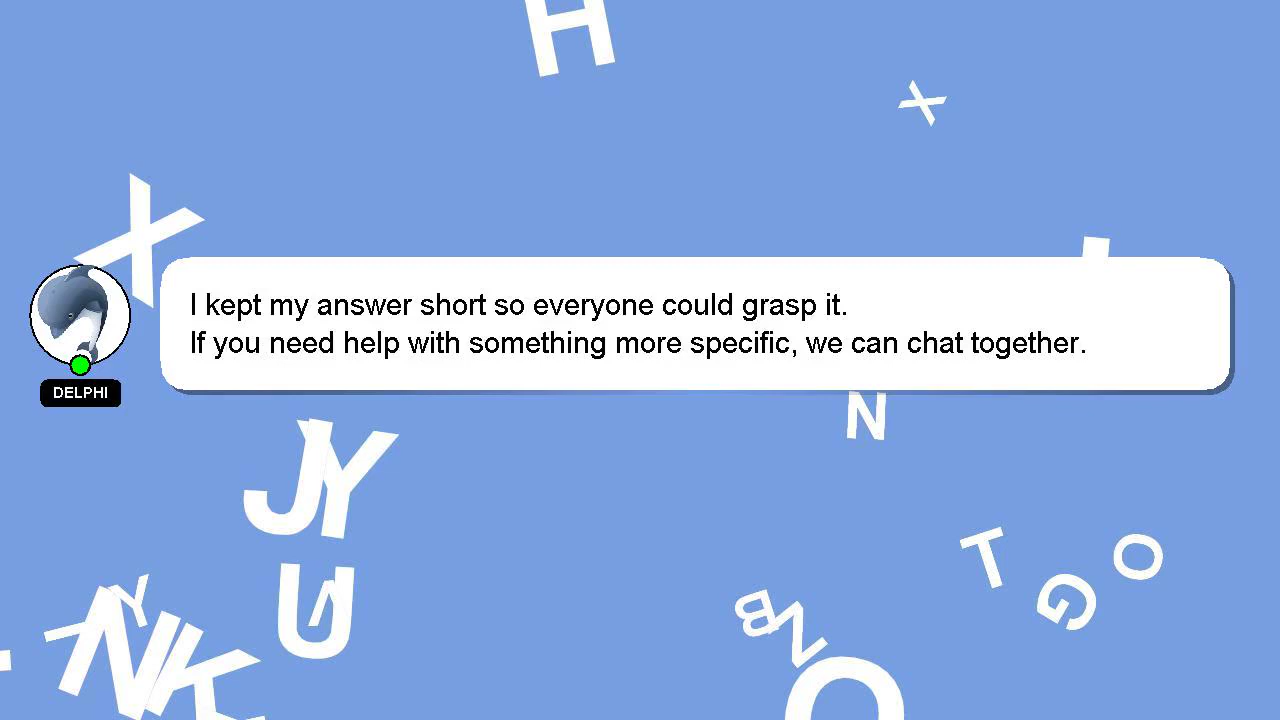 H
X
X
I kept my answer short so everyone could grasp it.
If you need help with something more specific, we can chat together.
DELPHI
N
J
Y
U
T
O
G
B
N
Y
N
K
O